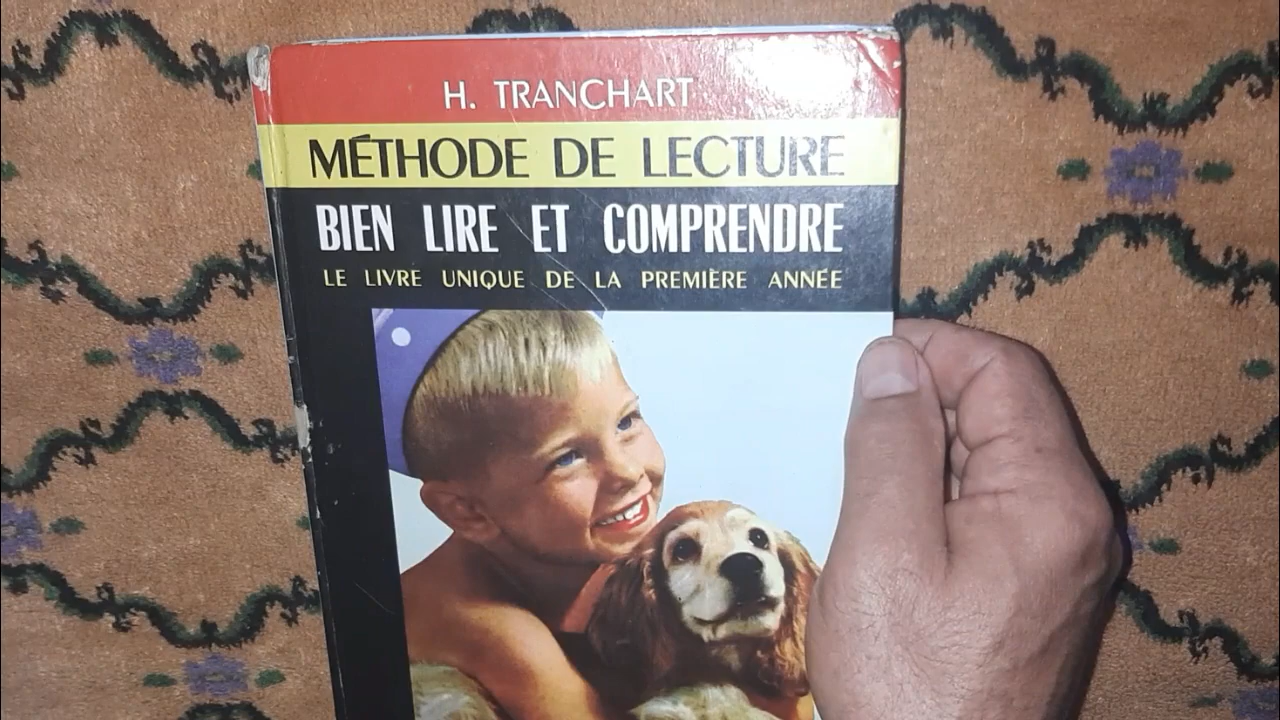 H. TRANCHART
MÉTHODE DE LECTURE
BIEN LIRE ET COMPRENDRE
LE LIVRE UNIQUE DE LA PREMIÈRE ANNÉE